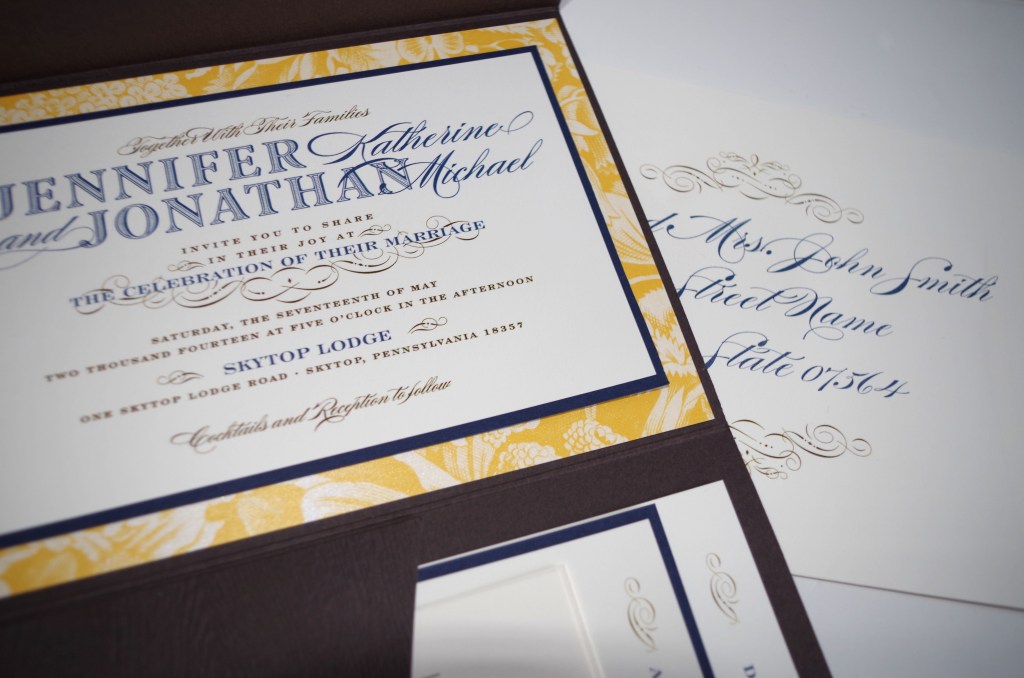 Together With Their Families
JENNIFER Katherine
and JONATHAN Michael
INVITE YOU TO SHARE
IN THEIR JOY AT
THE CELEBRATION OF THEIR MARRIAGE
SATURDAY, THE SEVENTEENTH OF MAY
TWO THOUSAND FOURTEEN AT FIVE O'CLOCK IN THE AFTERNOON
SKYTOP LODGE
ONE SKYTOP LODGE ROAD · SKYTOP, PENNSYLVANIA 18357
Cocktails and Reception to follow
Mrs. John Smith
Street Name
State 07564